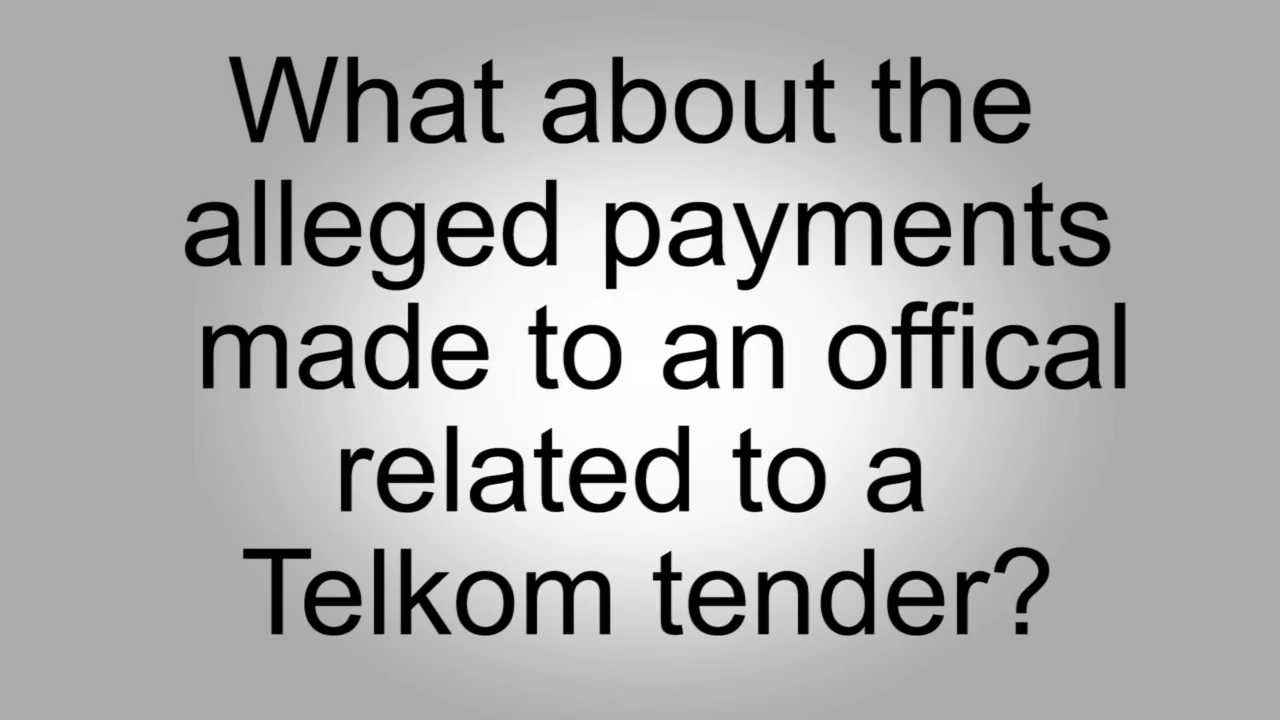 What about the
alleged payments
made to an offical
related to a
Telkom tender?